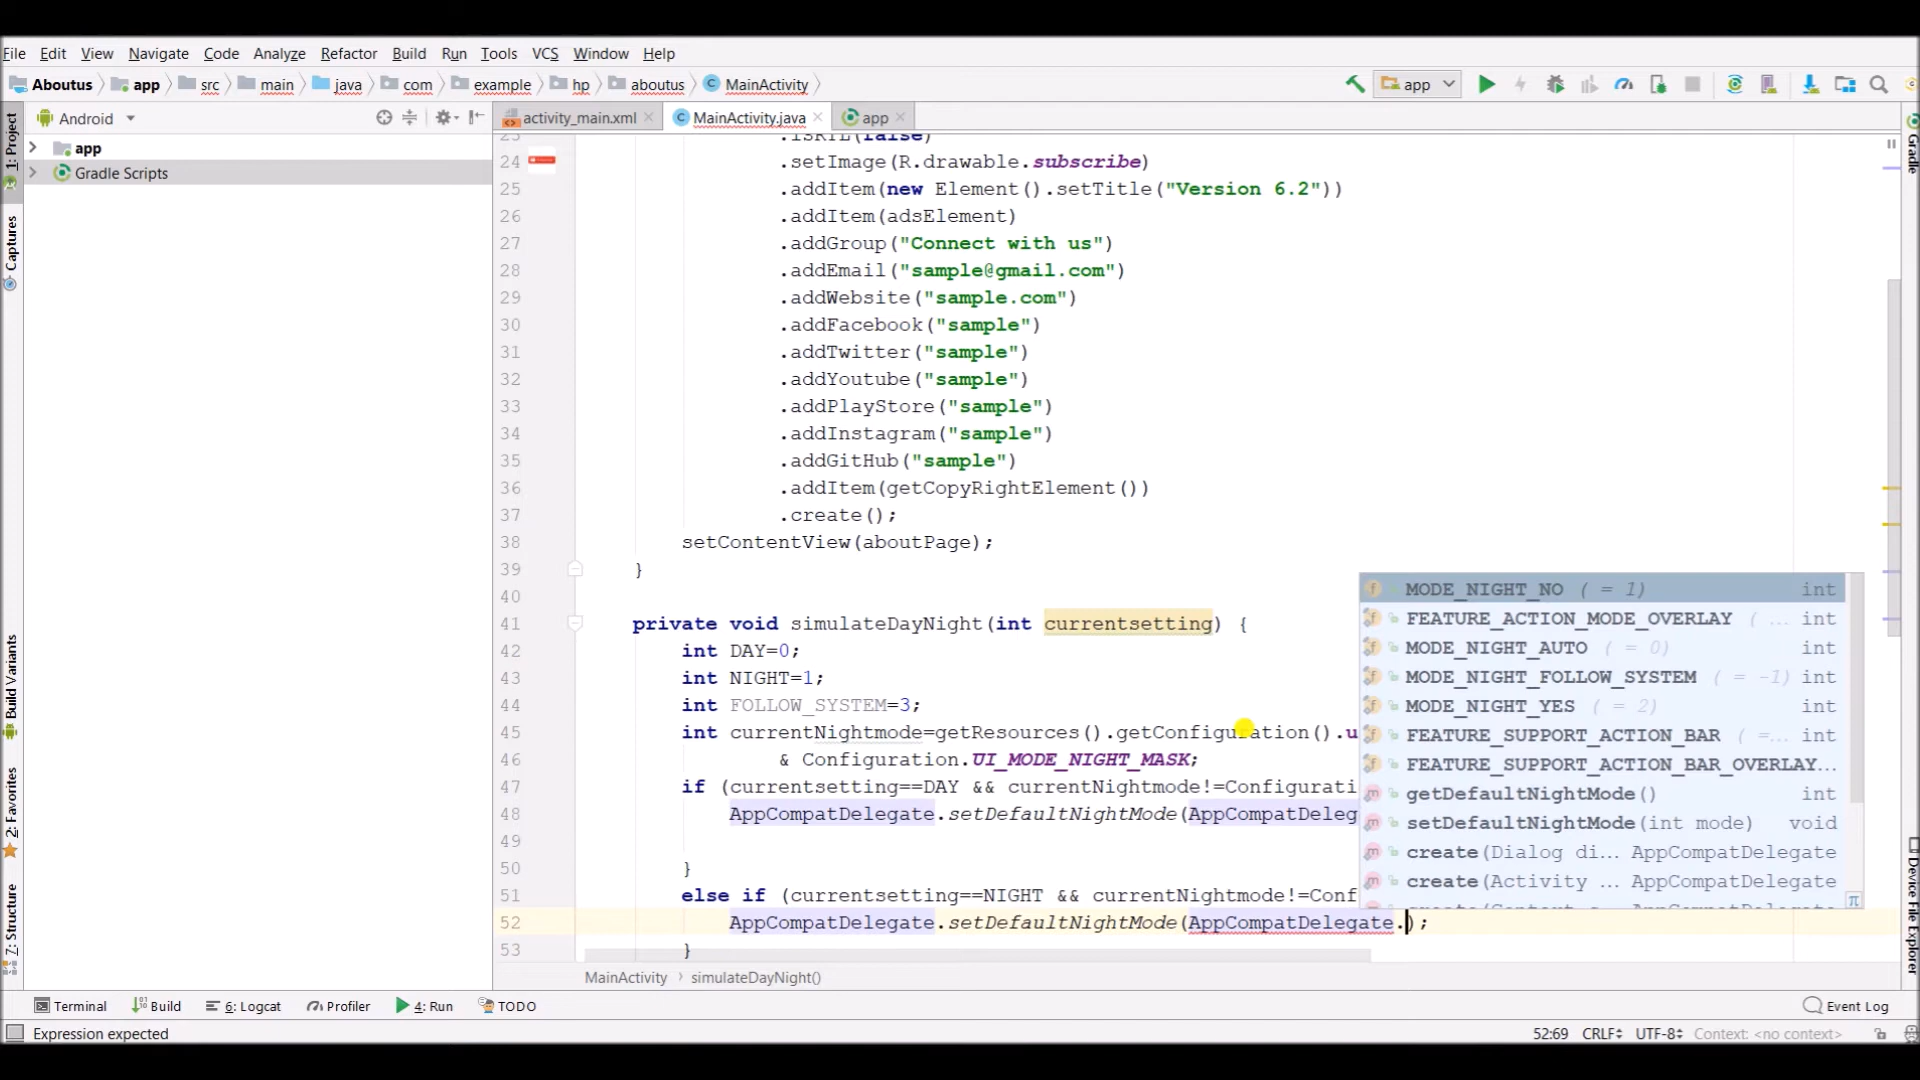 File Edit View Navigate Code Analyze Refactor Build Run Tools VCS Window Help
Aboutus app src main java com example hp aboutus MainActivity app
Android activity_main.xml MainActivity.java app
1: Project
Captures
Build Variants
2: Favorites
7: Structure
app
Gradle Scripts
Gradle
Device File Explorer
24 .setImage(R.drawable.subscribe)
25 .addItem(new Element().setTitle("Version 6.2"))
26 .addItem(adsElement)
27 .addGroup("Connect with us")
28 .addEmail("sample@gmail.com")
29 .addWebsite("sample.com")
30 .addFacebook("sample")
31 .addTwitter("sample")
32 .addYoutube("sample")
33 .addPlayStore("sample")
34 .addInstagram("sample")
35 .addGitHub("sample")
36 .addItem(getCopyRightElement())
37 .create();
38 setContentView(aboutPage);
39 }
40
41 private void simulateDayNight(int currentsetting) {
42 int DAY=0;
43 int NIGHT=1;
44 int FOLLOW_SYSTEM=3;
45 int currentNightmode=getResources().getConfiguration().u
46 & Configuration.UI_MODE_NIGHT_MASK;
47 if (currentsetting==DAY && currentNightmode!=Configurati
48 AppCompatDelegate.setDefaultNightMode(AppCompatDeleg
49
50 }
51 else if (currentsetting==NIGHT && currentNightmode!=Conf
52 AppCompatDelegate.setDefaultNightMode(AppCompatDelegate.);
53 }
MODE_NIGHT_NO ( = 1) int
FEATURE_ACTION_MODE_OVERLAY ( ... int
MODE_NIGHT_AUTO ( = 0) int
MODE_NIGHT_FOLLOW_SYSTEM ( = -1) int
MODE_NIGHT_YES ( = 2) int
FEATURE_SUPPORT_ACTION_BAR ( =... int
FEATURE_SUPPORT_ACTION_BAR_OVERLAY...
getDefaultNightMode() int
setDefaultNightMode(int mode) void
create(Dialog di... AppCompatDelegate
create(Activity ... AppCompatDelegate
MainActivity simulateDayNight()
Terminal Build 6: Logcat Profiler 4: Run TODO Event Log
Expression expected 52:69 CRLF UTF-8 Context: <no context>